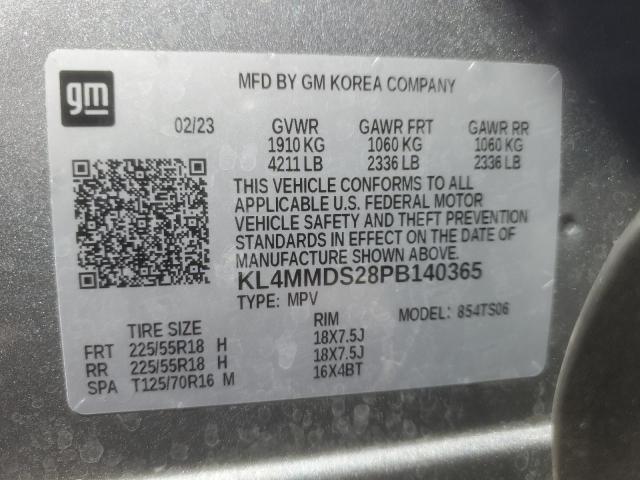 gm
MFD BY GM KOREA COMPANY
02/23 GVWR GAWR FRT GAWR RR
1910 KG 1060 KG 1060 KG
4211 LB 2336 LB 2336 LB
THIS VEHICLE CONFORMS TO ALL
APPLICABLE U.S. FEDERAL MOTOR
VEHICLE SAFETY AND THEFT PREVENTION
STANDARDS IN EFFECT ON THE DATE OF
MANUFACTURE SHOWN ABOVE.
KL4MMDS28PB140365
TYPE: MPV MODEL: 854TS06
TIRE SIZE RIM
FRT 225/55R18 H 18X7.5J
RR 225/55R18 H 18X7.5J
SPA T125/70R16 M 16X4BT